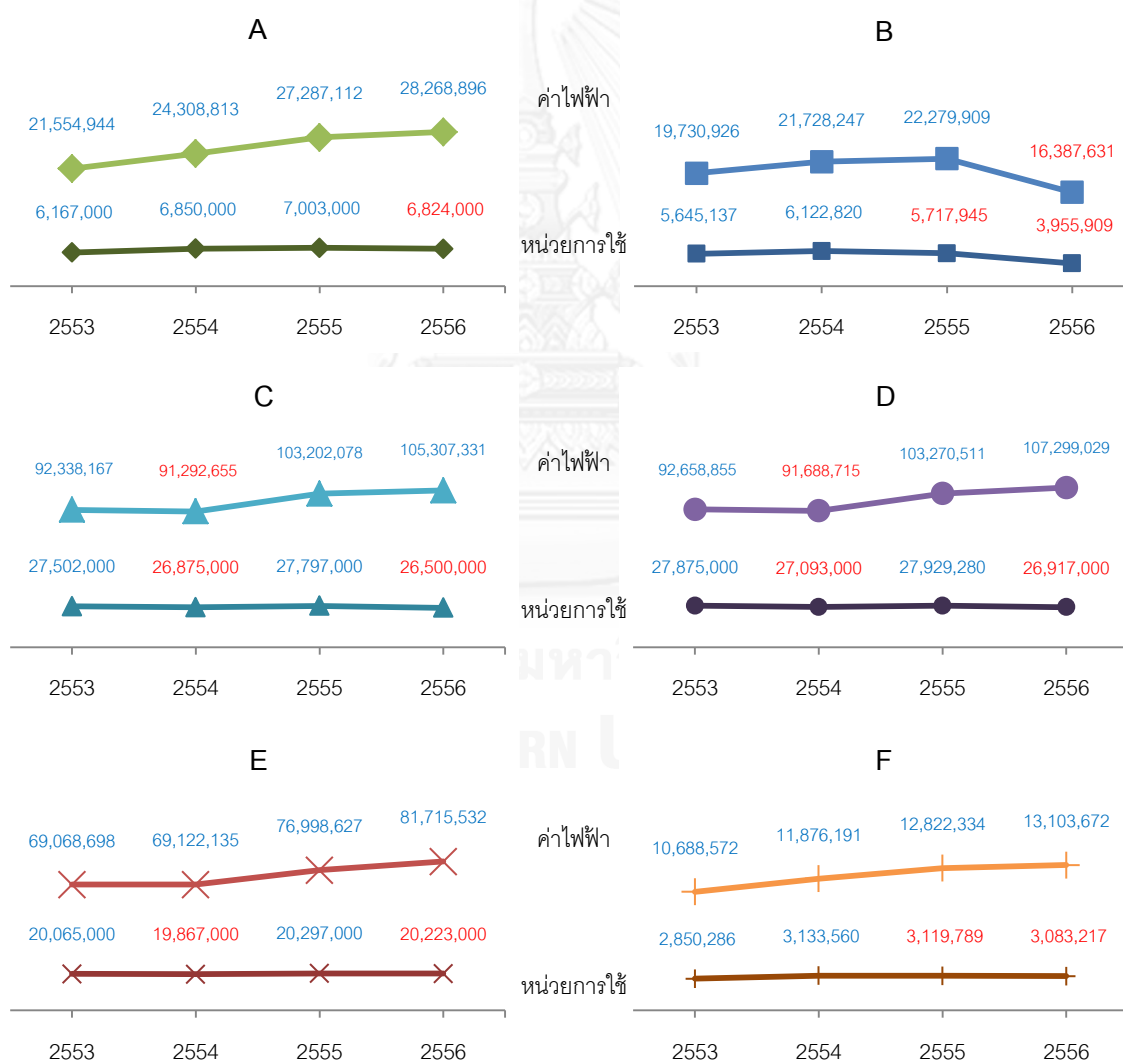 A
28,268,896
27,287,112
24,308,813
21,554,944
6,167,000 6,850,000 7,003,000 6,824,000
2553 2554 2555 2556
ค่าไฟฟ้า
หน่วยการใช้
B
22,279,909
21,728,247
19,730,926
16,387,631
5,645,137 6,122,820 5,717,945
3,955,909
2553 2554 2555 2556
C
105,307,331
103,202,078
92,338,167 91,292,655
27,502,000 26,875,000 27,797,000 26,500,000
2553 2554 2555 2556
ค่าไฟฟ้า
หน่วยการใช้
D
107,299,029
103,270,511
92,658,855 91,688,715
27,875,000 27,093,000 27,929,280 26,917,000
2553 2554 2555 2556
มหา
RN U
E
81,715,532
76,998,627
69,068,698 69,122,135
20,065,000 19,867,000 20,297,000 20,223,000
2553 2554 2555 2556
ค่าไฟฟ้า
หน่วยการใช้
F
13,103,672
12,822,334
11,876,191
10,688,572
2,850,286 3,133,560 3,119,789 3,083,217
2553 2554 2555 2556